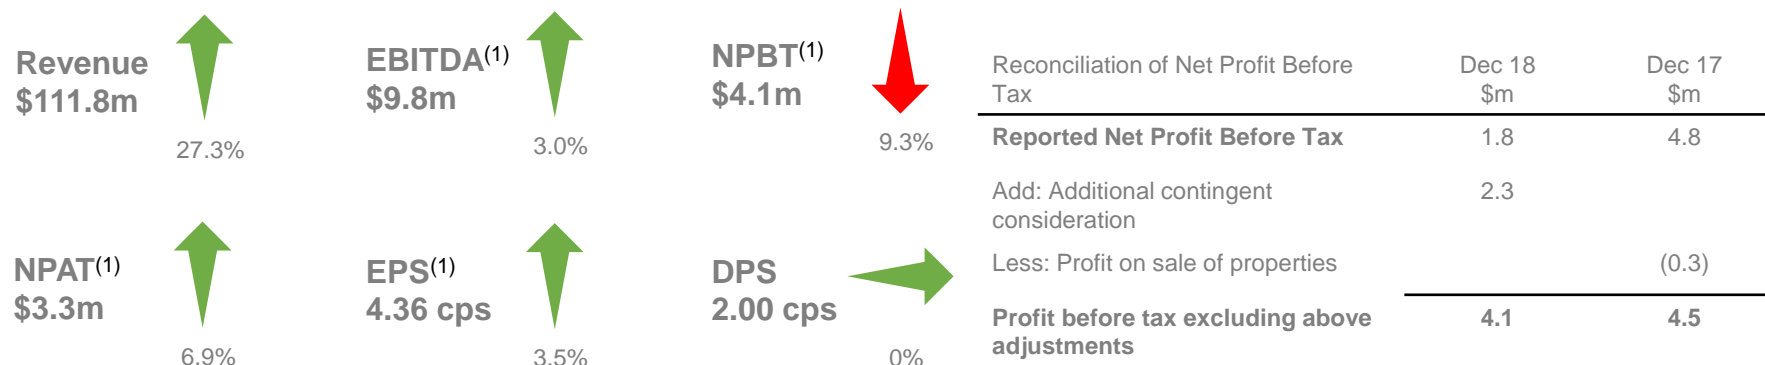 Revenue
$111.8m
27.3%
EBITDA(1)
$9.8m
3.0%
NPBT(1)
$4.1m
9.3%
NPAT(1)
$3.3m
6.9%
EPS(1)
4.36 cps
3.5%
DPS
2.00 cps
0%
Reconciliation of Net Profit Before Tax Dec 18 $m Dec 17 $m
Reported Net Profit Before Tax 1.8 4.8
Add: Additional contingent consideration 2.3
Less: Profit on sale of properties (0.3)
Profit before tax excluding above adjustments 4.1 4.5